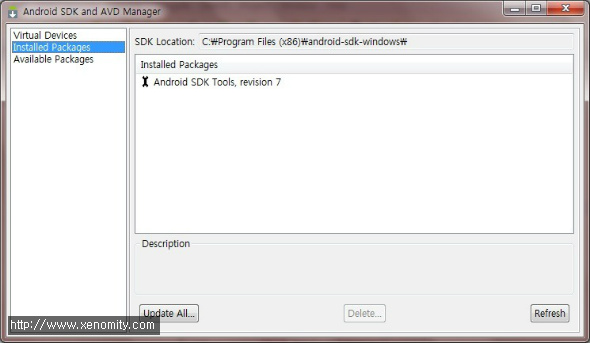 Android SDK and AVD Manager
Virtual Devices
Installed Packages
Available Packages
SDK Location: C:₩Program Files (x86)₩android-sdk-windows₩
Installed Packages
Android SDK Tools, revision 7
Description
Update All...
Delete...
Refresh
http://www.xenomity.com